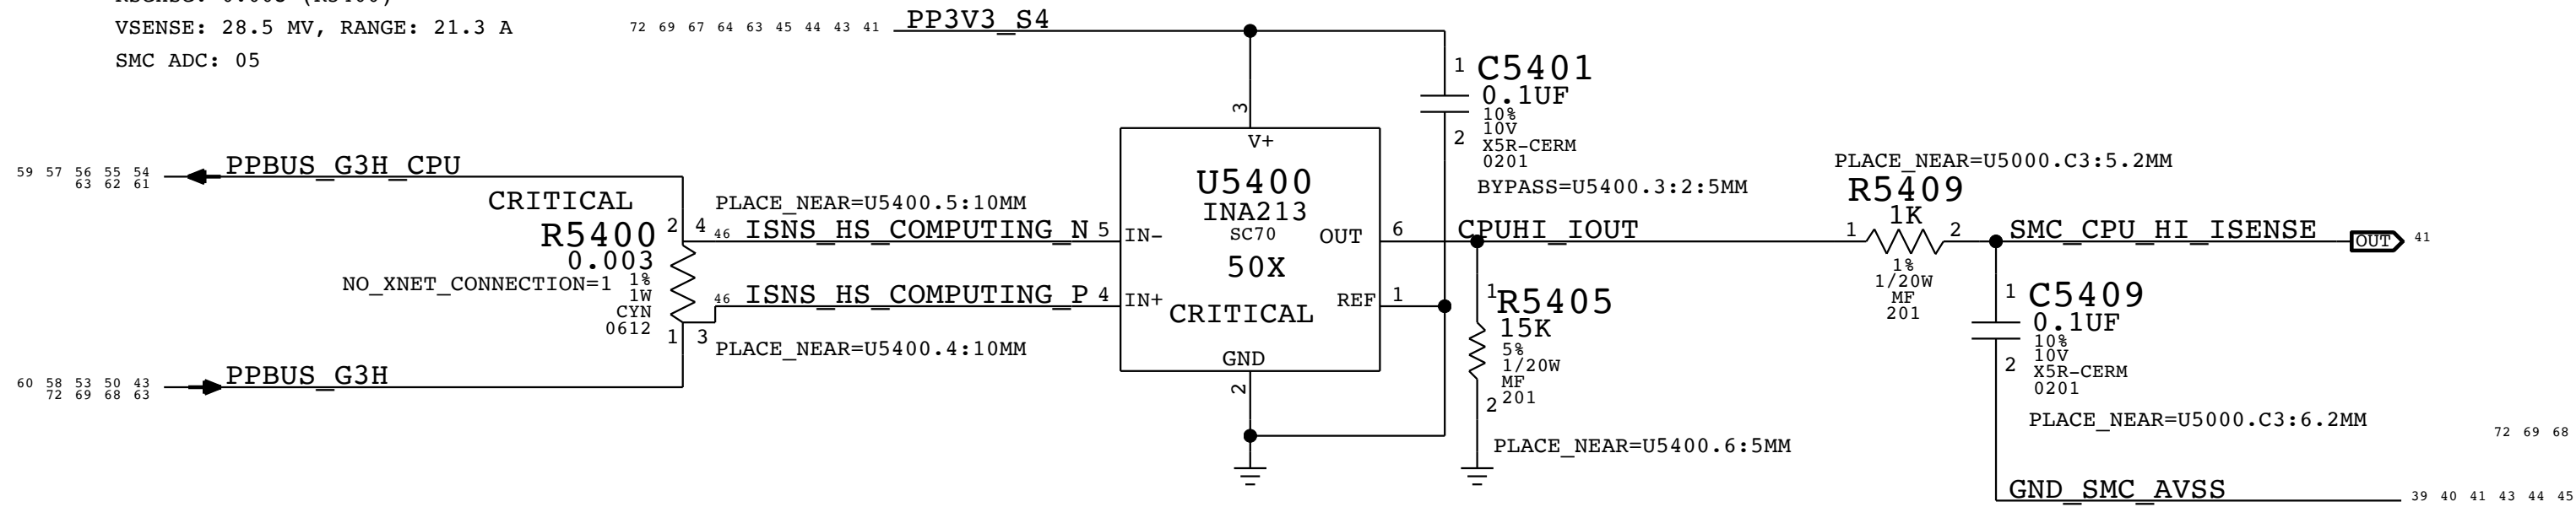 VSENSE: 28.5 MV, RANGE: 21.3 A
SMC ADC: 05
72 69 67 64 63 45 44 43 41 PP3V3_S4
1 C5401
0.1UF
10%
10V
2 X5R-CERM
0201
BYPASS=U5400.3:2:5MM
59 57 56 55 54
63 62 61
PPBUS_G3H_CPU
CRITICAL
R5400
0.003
NO_XNET_CONNECTION=1 1%
1W
CYN
0612
2 4
1 3
PLACE_NEAR=U5400.5:10MM
46 ISNS_HS_COMPUTING_N 5
46 ISNS_HS_COMPUTING_P 4
PLACE_NEAR=U5400.4:10MM
60 58 53 50 43
72 69 68 63
PPBUS_G3H
3
V+
U5400
INA213
SC70
50X
CRITICAL
IN-
IN+
OUT
REF
GND
2
6
1
CPUHI_IOUT
1 R5405
15K
5%
1/20W
MF
2 201
PLACE_NEAR=U5400.6:5MM
PLACE_NEAR=U5000.C3:5.2MM
R5409
1 1K 2
1%
1/20W
MF
201
SMC_CPU_HI_ISENSE OUT 41
1 C5409
0.1UF
10%
10V
2 X5R-CERM
0201
PLACE_NEAR=U5000.C3:6.2MM
72 69 68
GND_SMC_AVSS 39 40 41 43 44 45